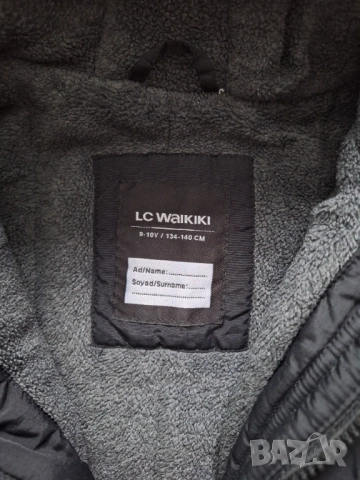 LC WAIKIKI
9-10Y / 134-140 CM
Ad/Name:................
Soyad/Surname:........
BAZAR